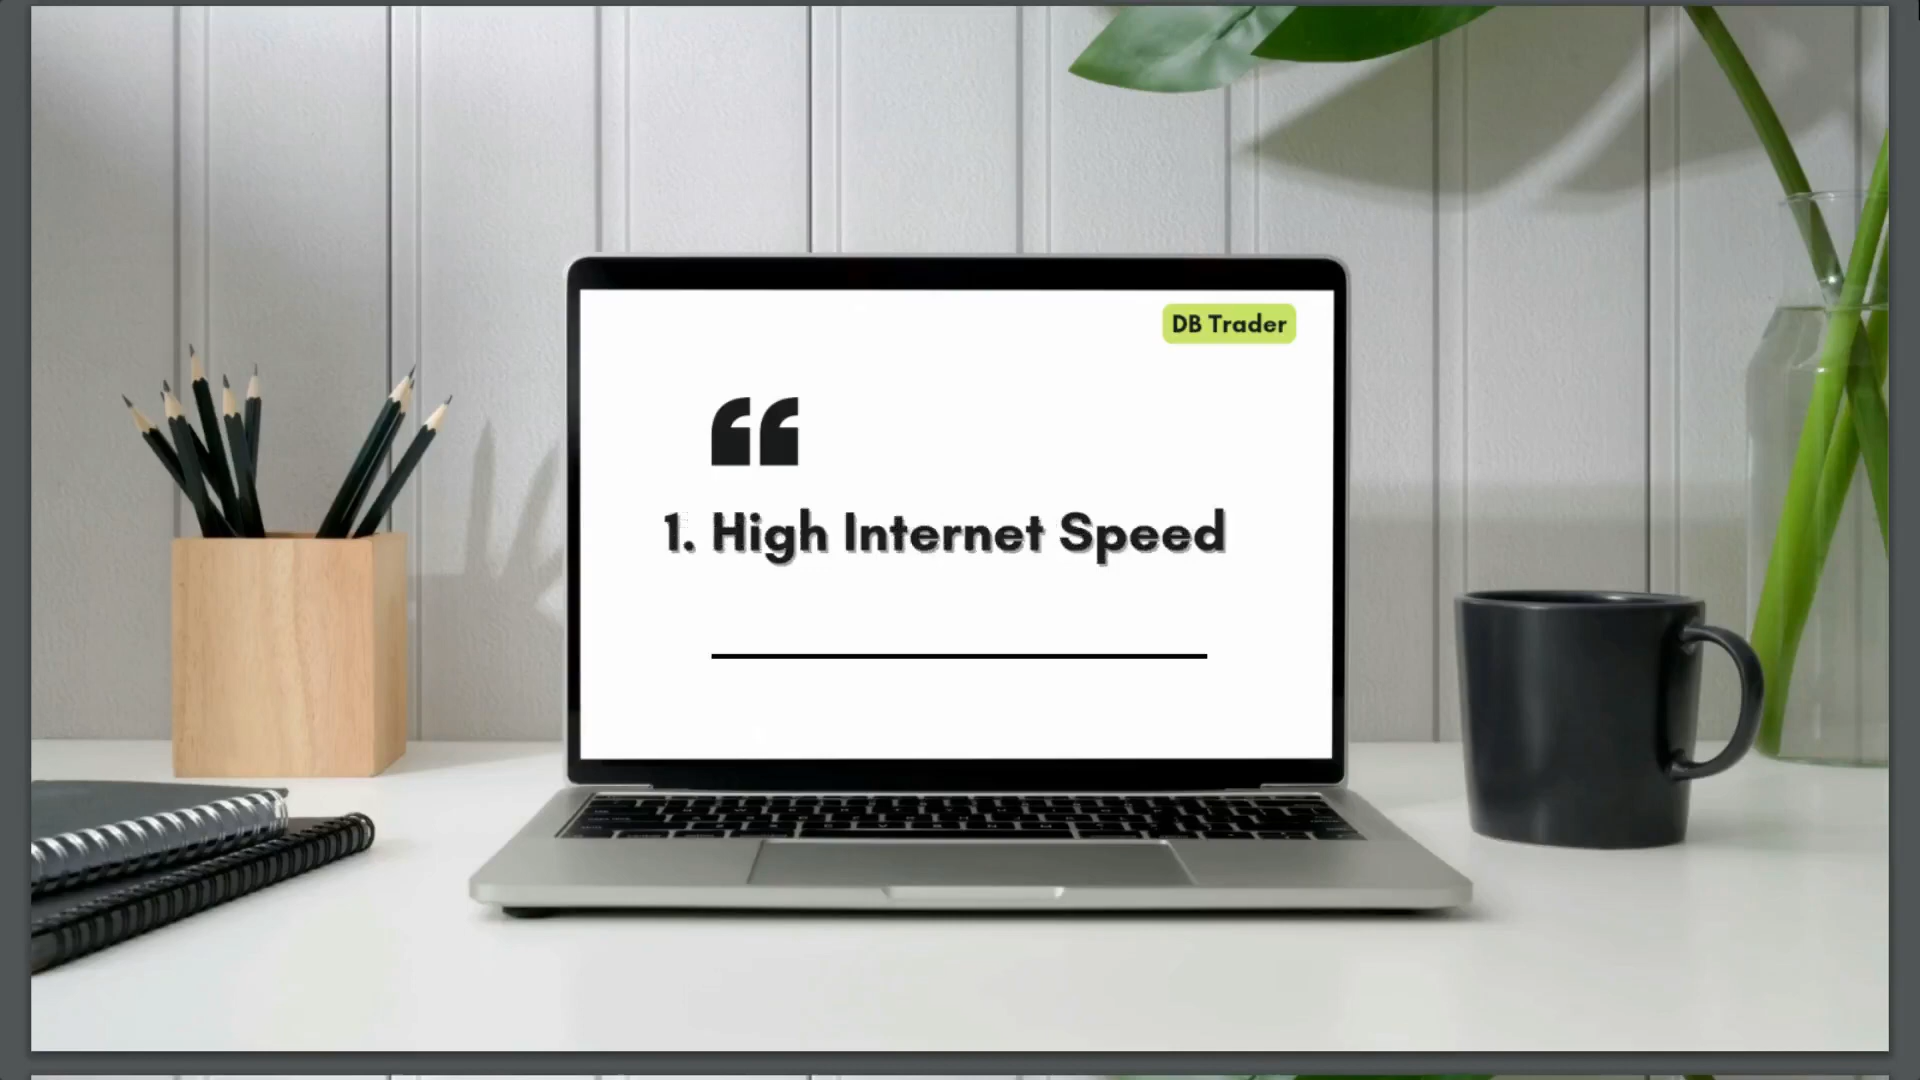 DB Trader
“
1. High Internet Speed